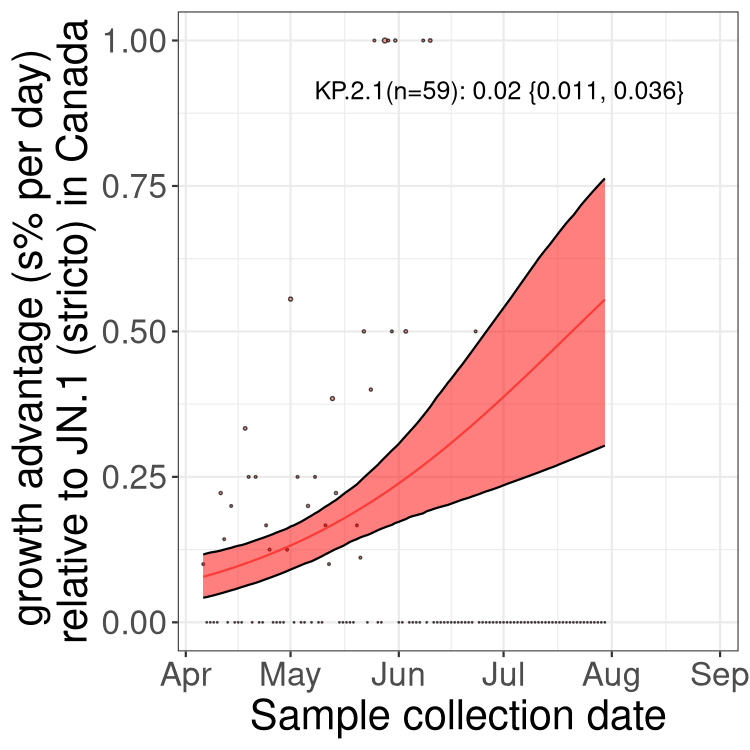 growth advantage (s% per day)
relative to JN.1 (stricto) in Canada
1.00
0.75
0.50
0.25
0.00
KP.2.1(n=59): 0.02 {0.011, 0.036}
Apr May Jun Jul Aug Sep
Sample collection date